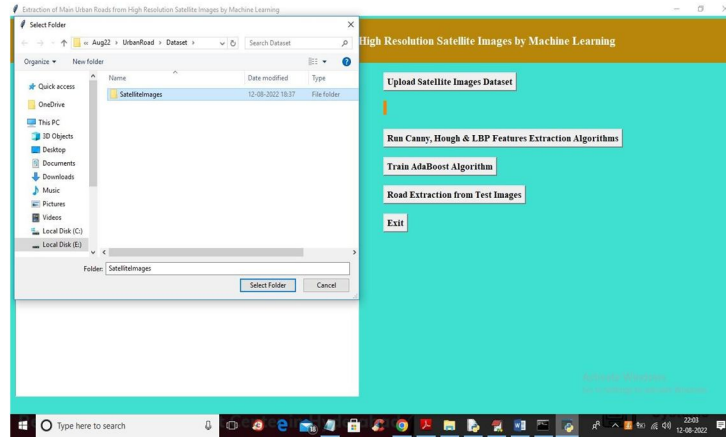 Extraction of Main Urban Roads from High Resolution Satellite Images by Machine Learning
Select Folder
High Resolution Satellite Images by Machine Learning
« Aug22 › UrbanRoad › Dataset ›
Search Dataset
Organize
New folder
Name
Date modified
Type
Quick access
SatelliteImages
12-08-2022 18:37
File folder
OneDrive
This PC
3D Objects
Desktop
Documents
Downloads
Music
Pictures
Videos
Local Disk (C:)
Local Disk (E:)
Folder:
SatelliteImages
Select Folder
Cancel
Upload Satellite Images Dataset
Run Canny, Hough & LBP Features Extraction Algorithms
Train AdaBoost Algorithm
Road Extraction from Test Images
Exit
Type here to search
22:03
12-08-2022